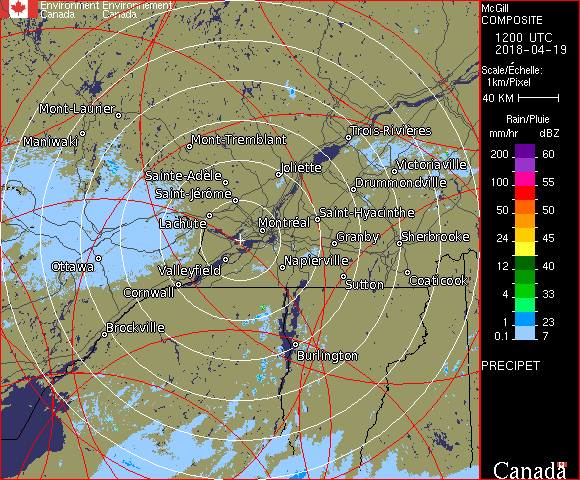 Environment Environnement
Canada Canada
McGill
COMPOSITE
1200 UTC
2018-04-19
Scale/Échelle:
1km/Pixel
40 KM
Rain/Pluie
mm/hr dBZ
200 60
100 55
50 50
24 45
12 40
4 33
1 23
0.1 7
PRECIPET
Canada
Mont-Laurier
Maniwaki
Mont-Tremblant
Trois-Rivières
Sainte-Adèle
Joliette
Victoriaville
Saint-Jérôme
Drummondville
Lachute
Montréal
Saint-Hyacinthe
Granby
Sherbrooke
Ottawa
Valleyfield
Napierville
Cornwall
Sutton
Coaticook
Brockville
Burlington